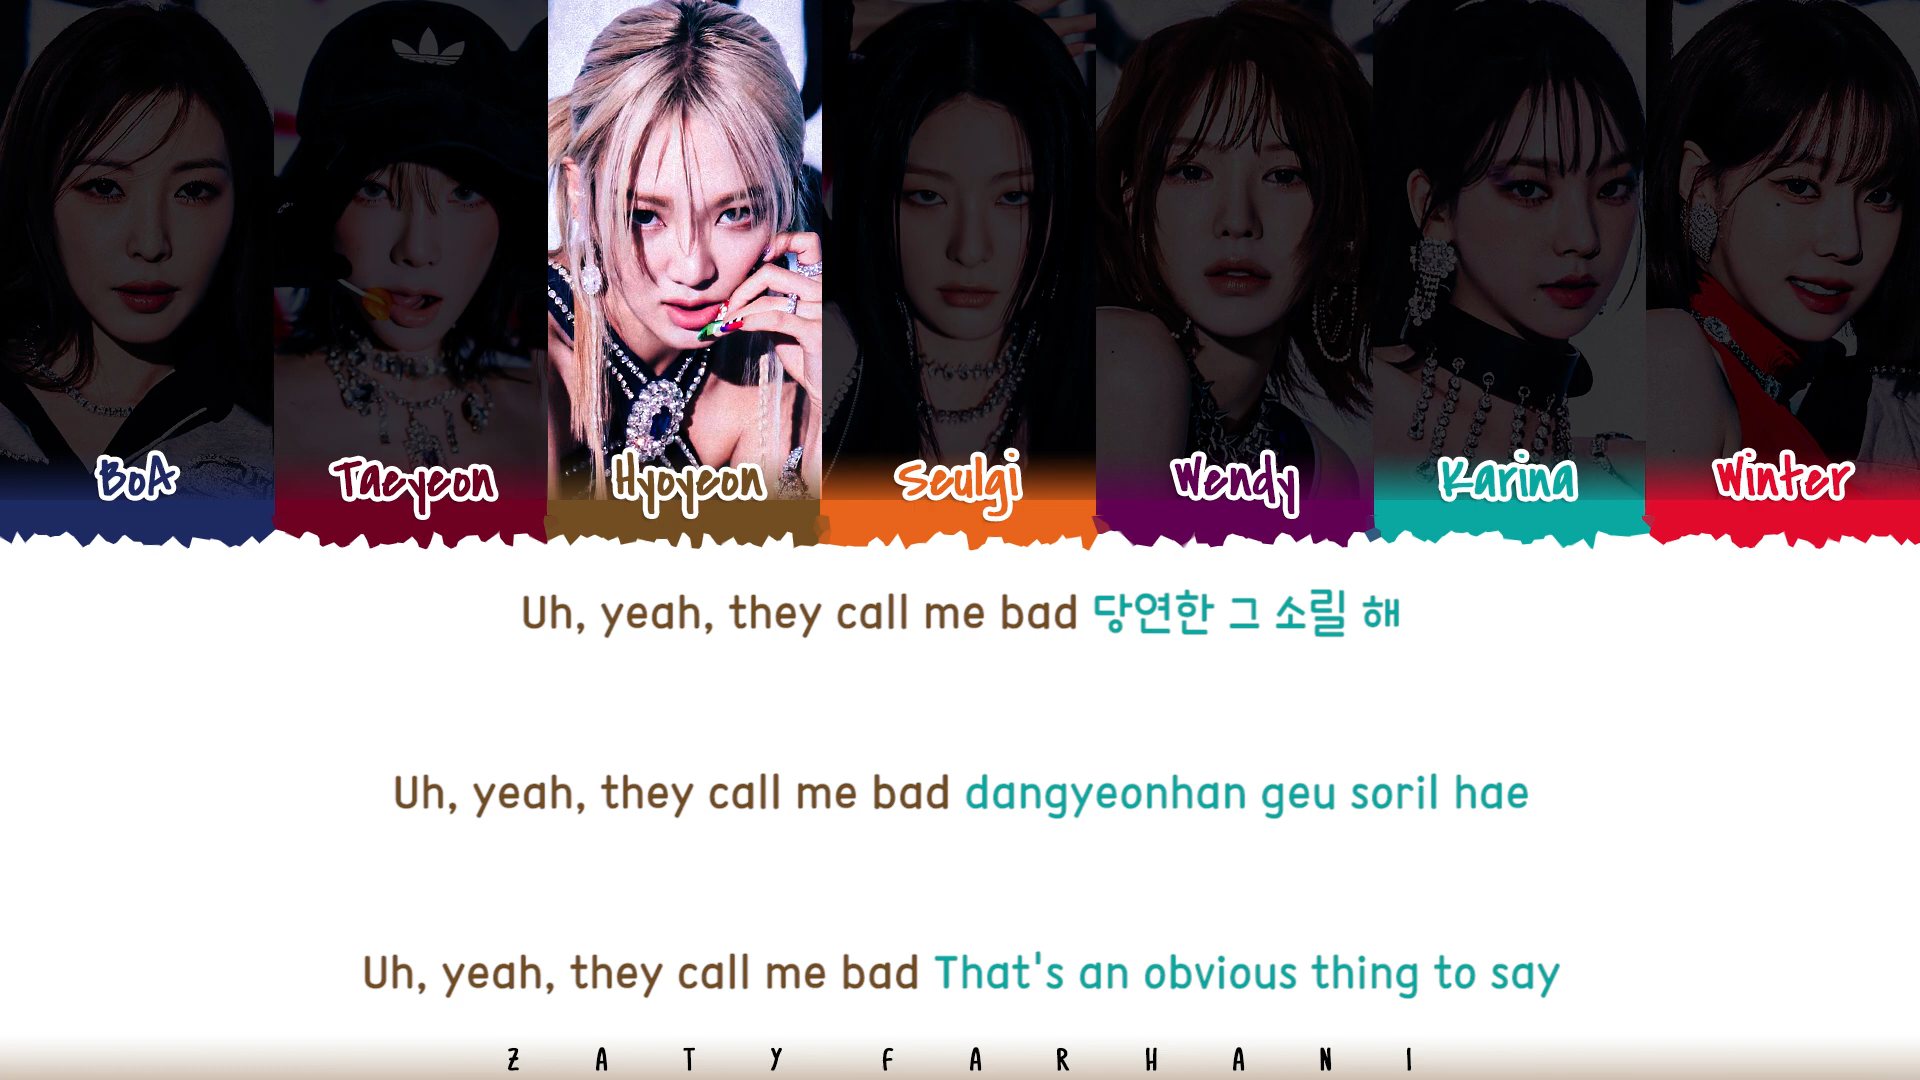 BoA Taeyeon Hyoyeon Seulgi Wendy Karina Winter
Uh, yeah, they call me bad 당연한 그 소릴 해
Uh, yeah, they call me bad dangyeonhan geu soril hae
Uh, yeah, they call me bad That's an obvious thing to say
ZATY FARHANI